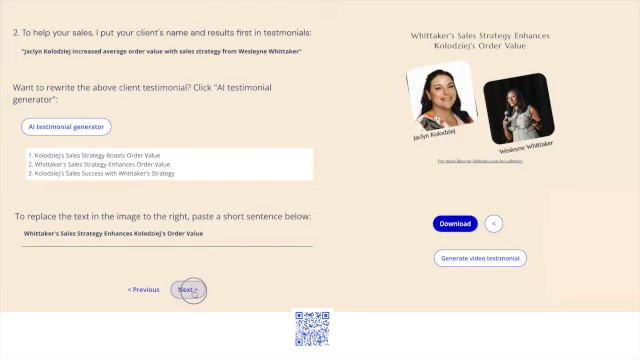 2. To help your sales, I put your client's name and results first in testmonials:
"Jaclyn Kolodziej increased average order value with sales strategy from Wesleyne Whittaker"
Want to rewrite the above client testimonial? Click "AI testimonial
generator":
AI testimonial generator
1. Kolodziej's Sales Strategy Boosts Order Value
2. Whittaker's Sales Strategy Enhances Order Value
3. Kolodziej's Sales Success with Whittaker's Strategy
To replace the text in the image to the right, paste a short sentence below:
Whittaker's Sales Strategy Enhances Kolodziej's Order Value
< Previous
Next >
Whittaker's Sales Strategy Enhances
Kolodziej's Order Value
Jaclyn Kolodziej
Wesleyne Whittaker
Download
<
Generate video testimonial